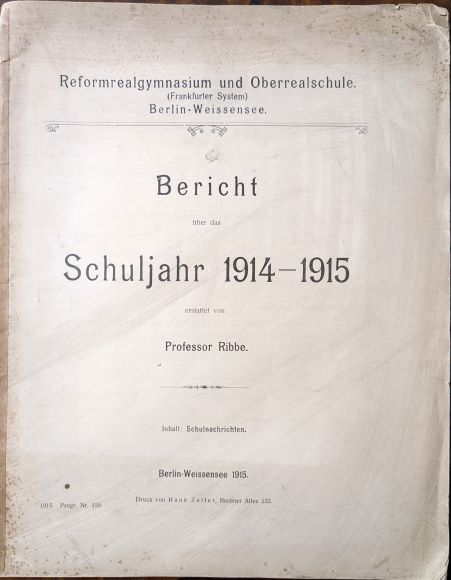 Reformrealgymnasium und Oberrealschule.
(Frankfurter System)
Berlin-Weissensee.
Bericht
über das
Schuljahr 1914–1915
erstattet von
Professor Ribbe.
Inhalt: Schulnachrichten.
Berlin-Weissensee 1915.
1915. Progr. Nr. 139. Druck von Hans Zeller, Berliner Allee 232.